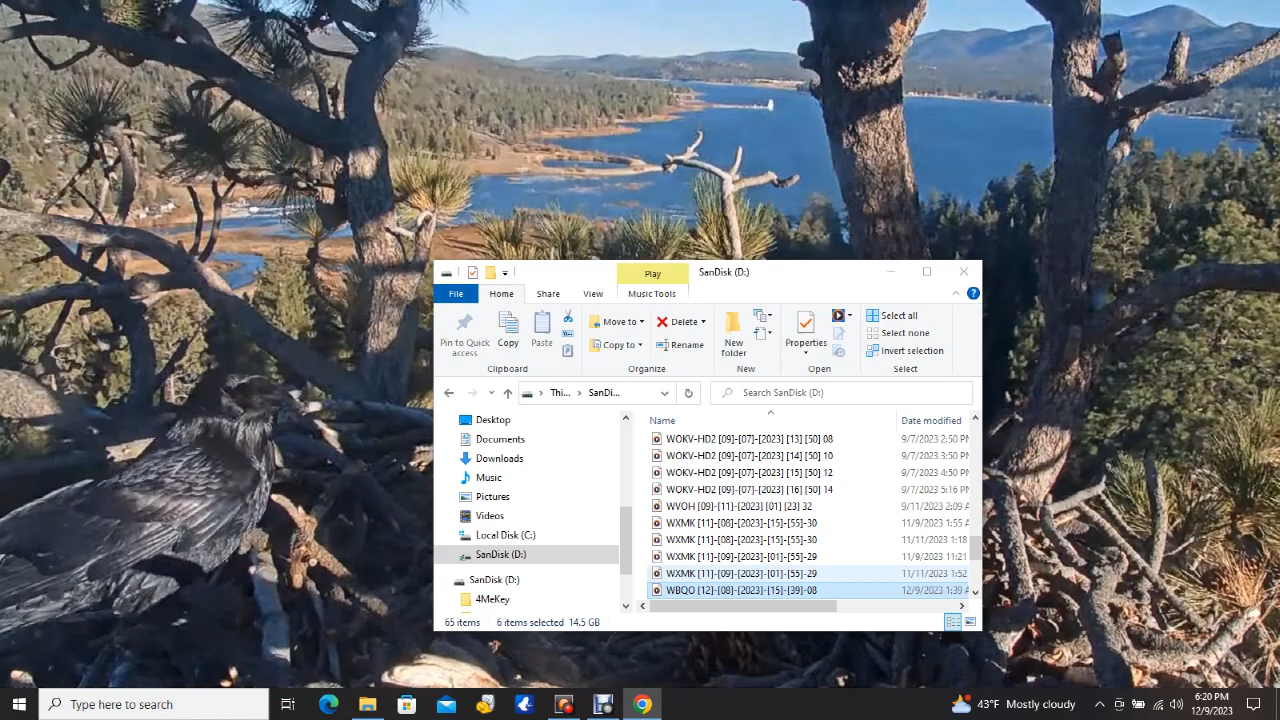 Play
SanDisk (D:)
File
Home
Share
View
Music Tools
Pin to Quick access
Copy
Paste
Move to
Copy to
Delete
Rename
New folder
Properties
Select all
Select none
Invert selection
Clipboard
Organize
New
Open
Select
Thi...
SanDi...
Search SanDisk (D:)
Desktop
Documents
Downloads
Music
Pictures
Videos
Local Disk (C:)
SanDisk (D:)
SanDisk (D:)
4MeKey
Name
Date modified
WOKV-HD2 [09]-[07]-[2023] [13] [50] 08 9/7/2023 2:50 PM
WOKV-HD2 [09]-[07]-[2023] [14] [50] 10 9/7/2023 3:50 PM
WOKV-HD2 [09]-[07]-[2023] [15] [50] 12 9/7/2023 4:50 PM
WOKV-HD2 [09]-[07]-[2023] [16] [50] 14 9/7/2023 5:16 PM
WVOH [09]-[11]-[2023] [01] [23] 32 9/11/2023 2:09 A
WXMK [11]-[08]-[2023]-[15]-[55]-30 11/9/2023 1:55 A
WXMK [11]-[08]-[2023]-[15]-[55]-30 11/11/2023 1:18
WXMK [11]-[09]-[2023]-[01]-[55]-29 11/9/2023 11:21
WXMK [11]-[09]-[2023]-[01]-[55]-29 11/11/2023 1:52
WBQO [12]-[08]-[2023]-[15]-[39]-08 12/9/2023 1:39 A
65 items
6 items selected 14.5 GB
Type here to search
43°F Mostly cloudy
6:20 PM
12/9/2023